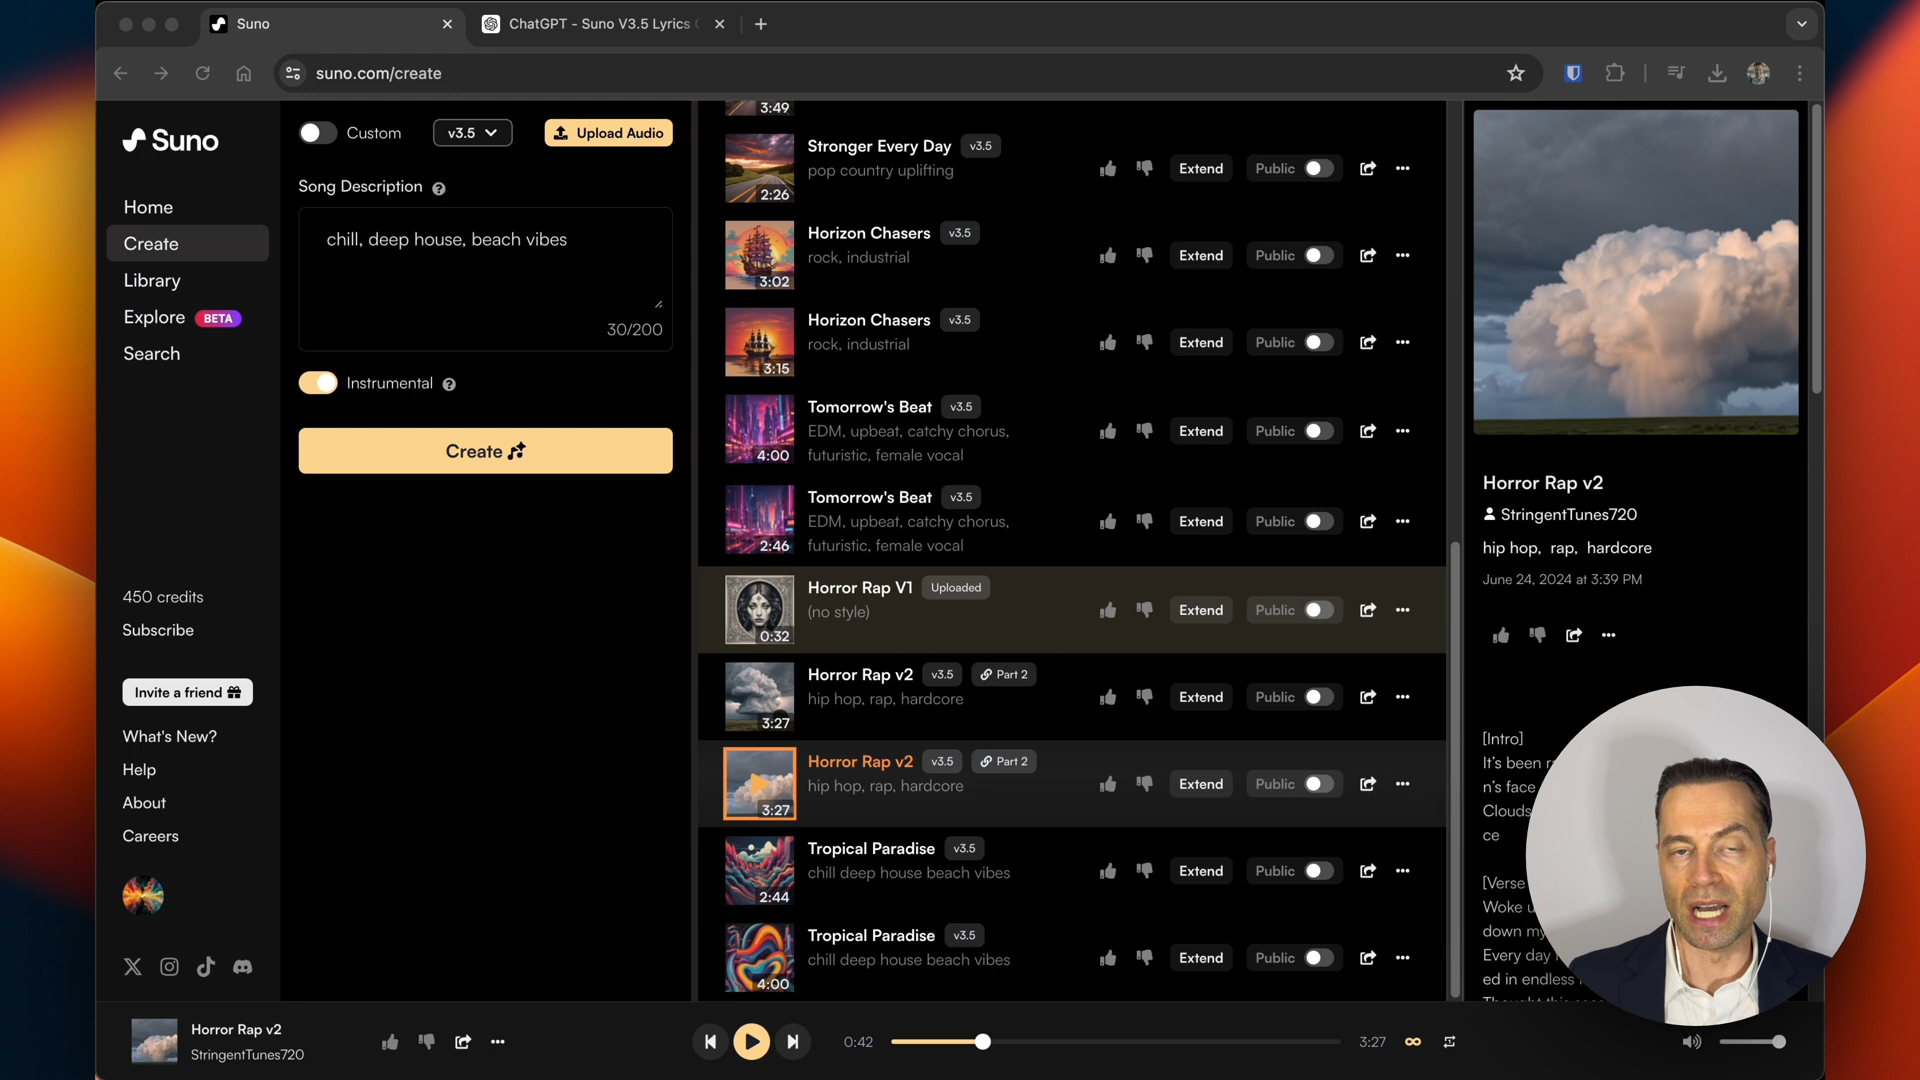 Suno
ChatGPT - Suno V3.5 Lyrics
suno.com/create
Suno
Home
Create
Library
Explore BETA
Search
450 credits
Subscribe
Invite a friend
What's New?
Help
About
Careers
Custom
v3.5
Upload Audio
Song Description ?
chill, deep house, beach vibes
30/200
Instrumental ?
Create
3:49
Stronger Every Day v3.5
pop country uplifting
2:26
Extend
Public
Horizon Chasers v3.5
rock, industrial
3:02
Extend
Public
Horizon Chasers v3.5
rock, industrial
3:15
Extend
Public
Tomorrow's Beat v3.5
EDM, upbeat, catchy chorus,
futuristic, female vocal
4:00
Extend
Public
Tomorrow's Beat v3.5
EDM, upbeat, catchy chorus,
futuristic, female vocal
2:46
Extend
Public
Horror Rap V1 Uploaded
(no style)
0:32
Extend
Public
Horror Rap v2 v3.5 Part 2
hip hop, rap, hardcore
3:27
Extend
Public
Horror Rap v2 v3.5 Part 2
hip hop, rap, hardcore
3:27
Extend
Public
Tropical Paradise v3.5
chill deep house beach vibes
2:44
Extend
Public
Tropical Paradise v3.5
chill deep house beach vibes
4:00
Extend
Public
Horror Rap v2
StringentTunes720
hip hop, rap, hardcore
June 24, 2024 at 3:39 PM
[Intro]
It's been
n's face
Clouds
ce
[Verse
Woke
down my
Every day
ed in endless
Horror Rap v2
StringentTunes720
0:42
3:27